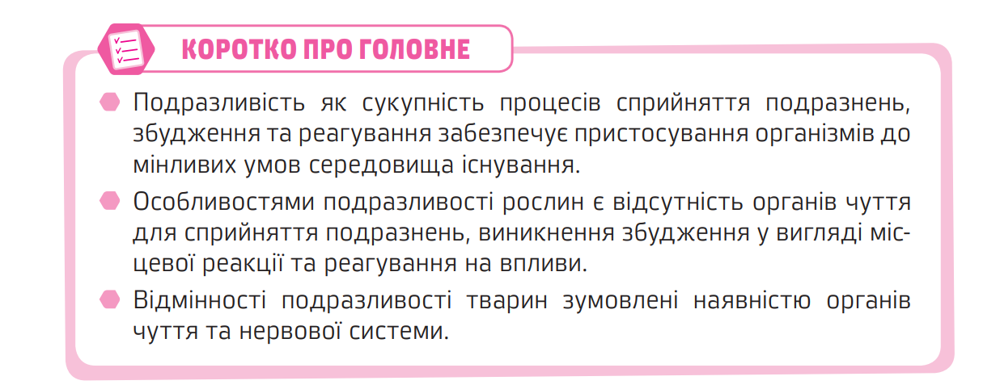 КОРОТКО ПРО ГОЛОВНЕ
Подразливість як сукупність процесів сприйняття подразнень,
збудження та реагування забезпечує пристосування організмів до
мінливих умов середовища існування.
Особливостями подразливості рослин є відсутність органів чуття
для сприйняття подразнень, виникнення збудження у вигляді міс-
цевої реакції та реагування на впливи.
Відмінності подразливості тварин зумовлені наявністю органів
чуття та нервової системи.